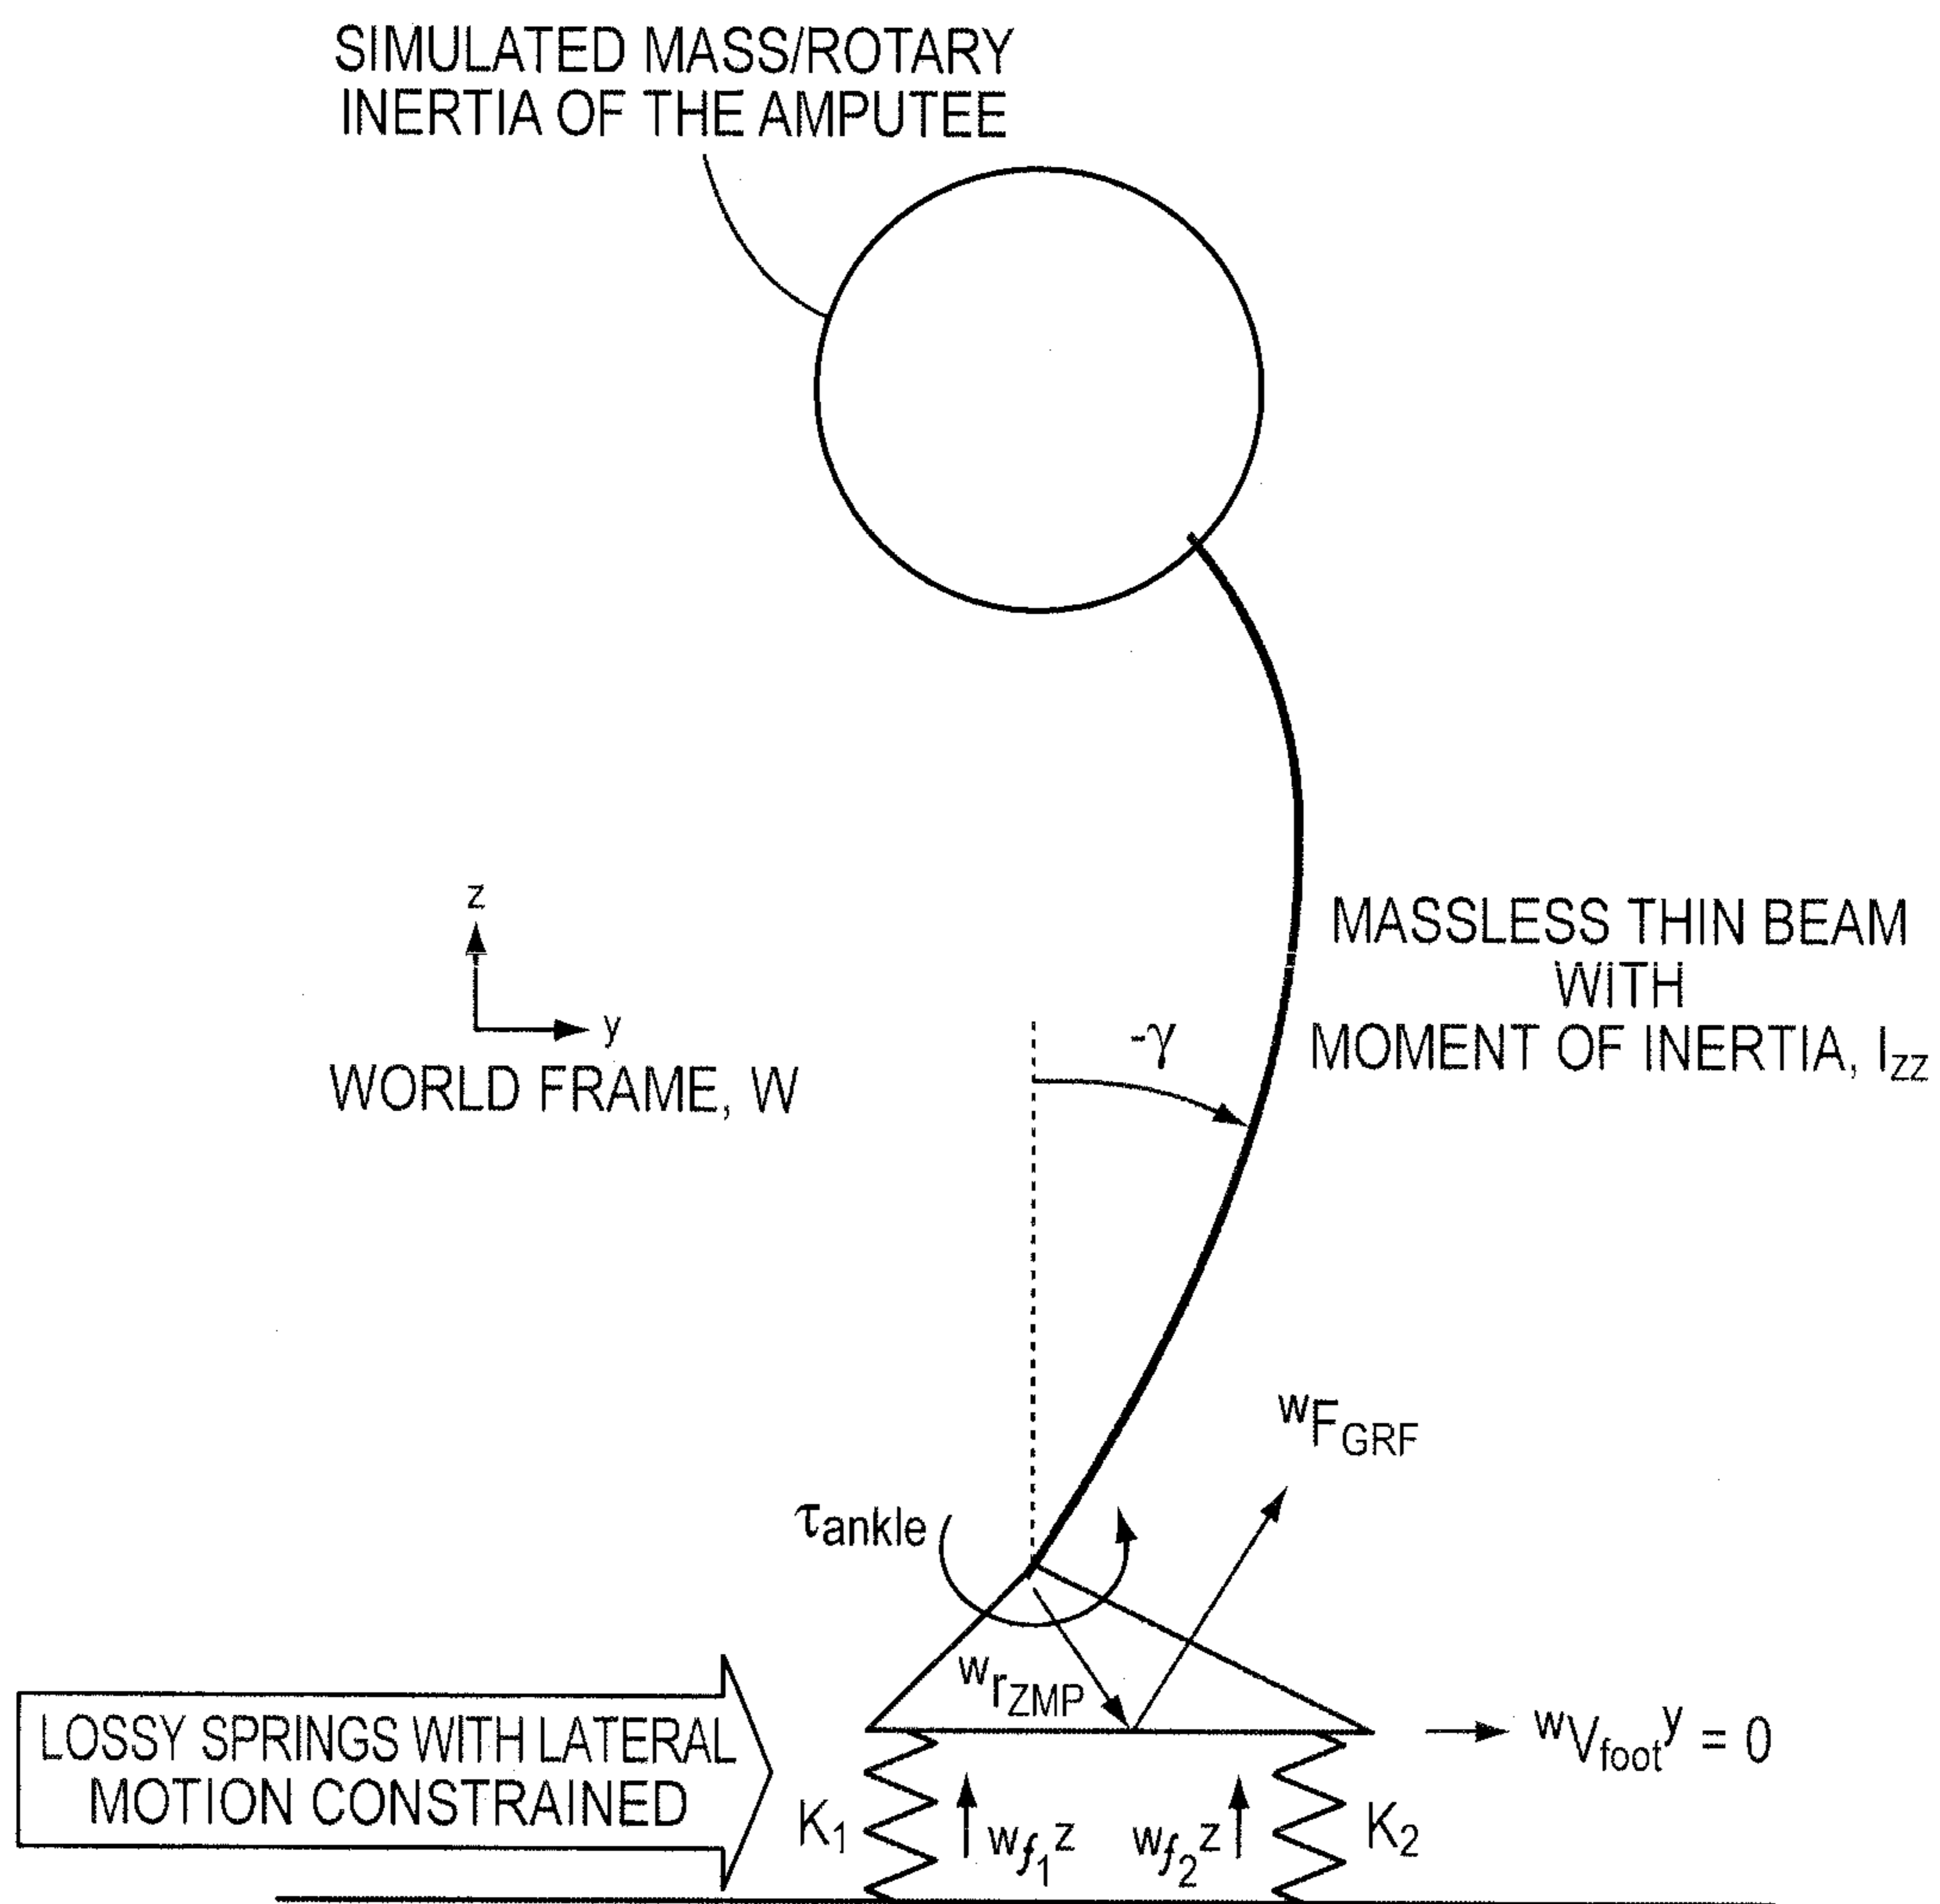 SIMULATED MASS/ROTARY
INERTIA OF THE AMPUTEE
z
y
WORLD FRAME, W
-γ
MASSLESS THIN BEAM
WITH
MOMENT OF INERTIA, Izz
wFGRF
τankle
wrZMP
wVfooty = 0
LOSSY SPRINGS WITH LATERAL
MOTION CONSTRAINED
K1
wf1z
wf2z
K2